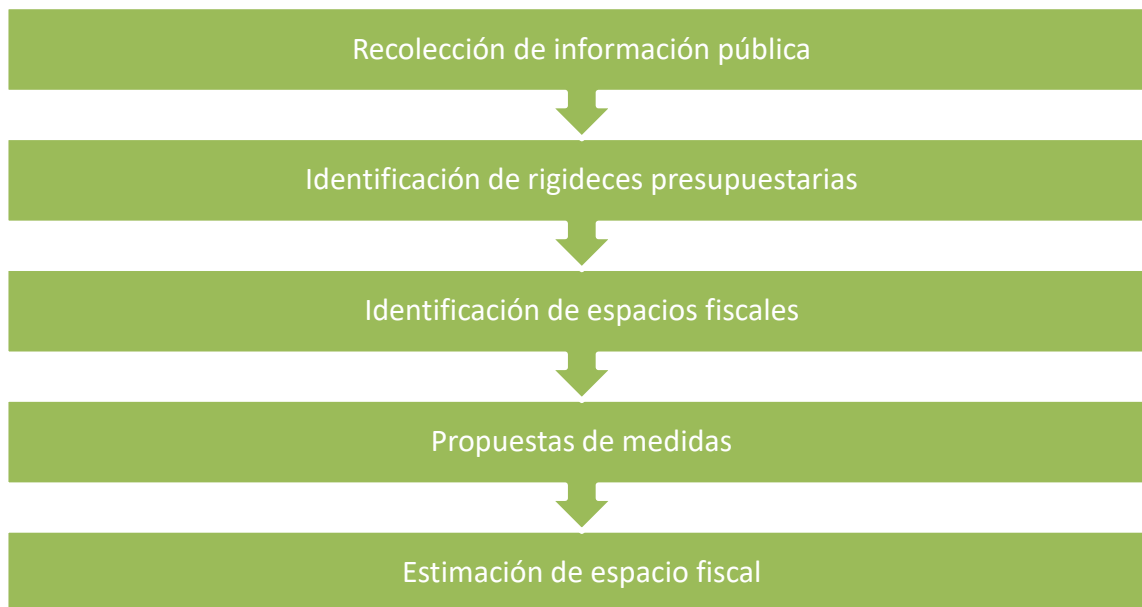 Recolección de información pública
Identificación de rigideces presupuestarias
Identificación de espacios fiscales
Propuestas de medidas
Estimación de espacio fiscal